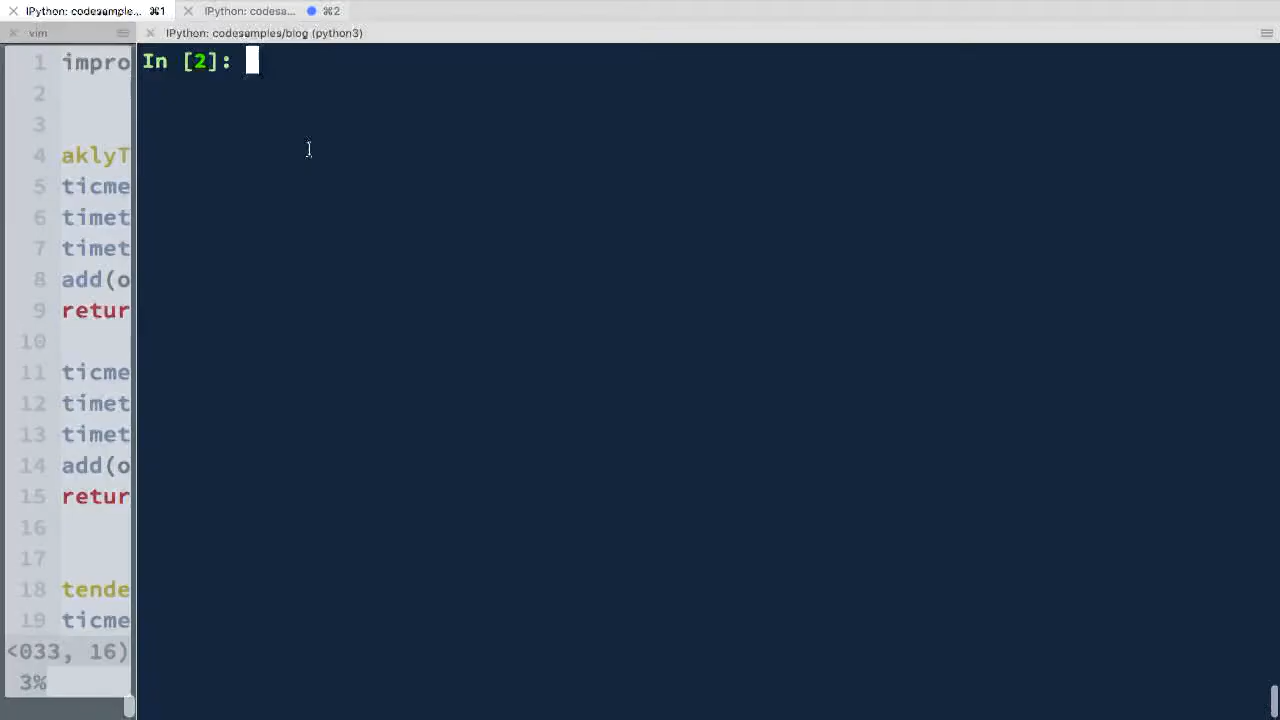 IPython: codesample... ⌘1
IPython: codesa... ⌘2
vim
IPython: codesamples/blog (python3)
1 impro
2
3
4 aklyT
5 ticme
6 timet
7 timet
8 add(o
9 retur
10
11 ticme
12 timet
13 timet
14 add(o
15 retur
16
17
18 tende
19 ticme
<033, 16)
3%
In [2]: